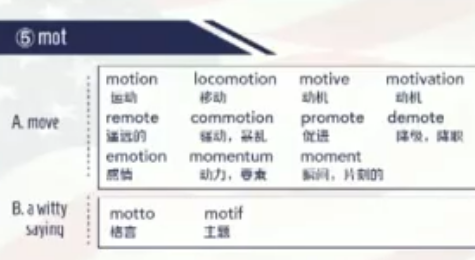 ⑤ mot
A. move
motion locomotion motive motivation
运动 移动 动机 动机
remote commotion promote demote
遥远的 骚动，暴乱 促进 降级，降职
emotion momentum moment
感情 动力，要素 瞬间，片刻的
B. a witty
saying
motto motif
格言 主题